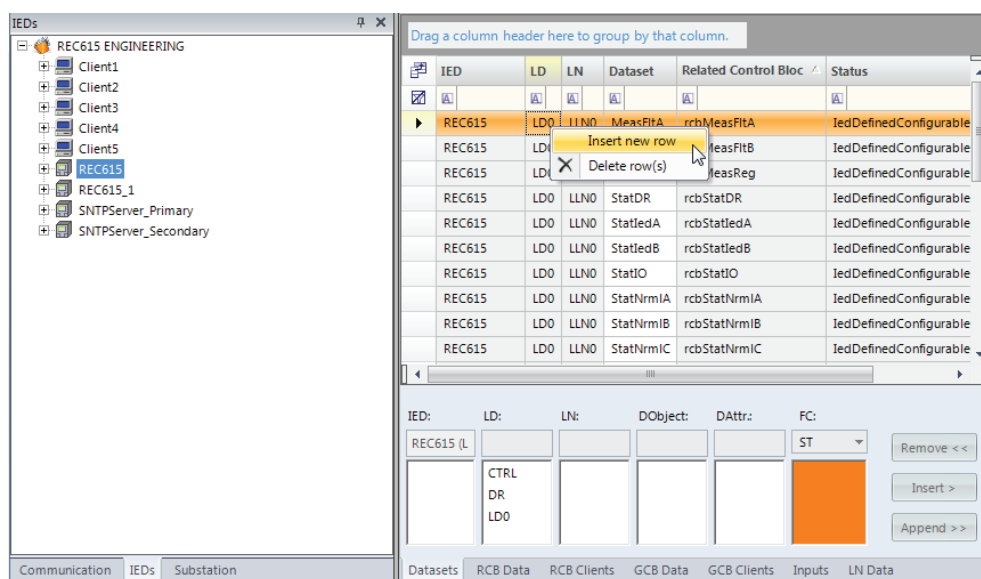 IEDs
REC615 ENGINEERING
Client1
Client2
Client3
Client4
Client5
REC615
REC615_1
SNTPServer_Primary
SNTPServer_Secondary
Communication IEDs Substation
Drag a column header here to group by that column.
IED LD LN Dataset Related Control Bloc Status
A A A A A A
REC615 LD0 LLN0 MeasFltA rcbMeasFltA IedDefinedConfigurable
REC615 LD0 MeasFltB IedDefinedConfigurable
REC615 LD0 MeasReg IedDefinedConfigurable
Insert new row
Delete row(s)
REC615 LD0 LLN0 StatDR rcbStatDR IedDefinedConfigurable
REC615 LD0 LLN0 StatIedA rcbStatIedA IedDefinedConfigurable
REC615 LD0 LLN0 StatIedB rcbStatIedB IedDefinedConfigurable
REC615 LD0 LLN0 StatIO rcbStatIO IedDefinedConfigurable
REC615 LD0 LLN0 StatNrmlA rcbStatNrmlA IedDefinedConfigurable
REC615 LD0 LLN0 StatNrmlB rcbStatNrmlB IedDefinedConfigurable
REC615 LD0 LLN0 StatNrmlC rcbStatNrmlC IedDefinedConfigurable
IED: LD: LN: DObject: DAttr.: FC:
REC615 (L ST
CTRL
DR
LD0
Remove <<
Insert >
Append >>
Datasets RCB Data RCB Clients GCB Data GCB Clients Inputs LN Data